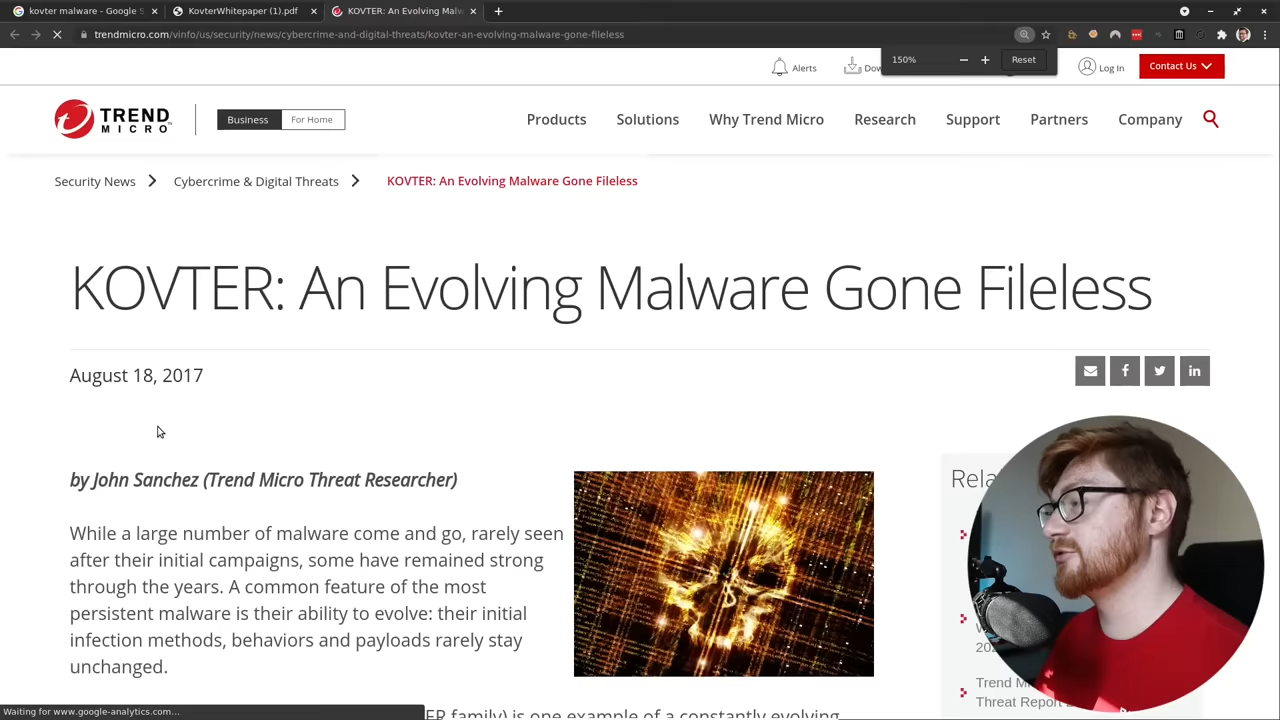 kovter malware - Google S
KovterWhitepaper (1).pdf
KOVTER: An Evolving Malw
trendmicro.com/vinfo/us/security/news/cybercrime-and-digital-threats/kovter-an-evolving-malware-gone-fileless
150%
Reset
Alerts
Dow
Log In
Contact Us
TREND
MICRO
Business
For Home
Products
Solutions
Why Trend Micro
Research
Support
Partners
Company
Security News
Cybercrime & Digital Threats
KOVTER: An Evolving Malware Gone Fileless
KOVTER: An Evolving Malware Gone Fileless
August 18, 2017
by John Sanchez (Trend Micro Threat Researcher)
While a large number of malware come and go, rarely seen
after their initial campaigns, some have remained strong
through the years. A common feature of the most
persistent malware is their ability to evolve: their initial
infection methods, behaviors and payloads rarely stay
unchanged.
ER family) is one example of a constantly evolving
Rela
Trend M
Threat Report
Waiting for www.google-analytics.com...